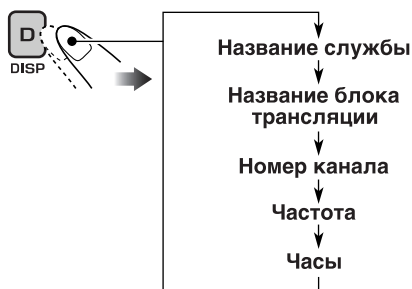 D
DISP
Название службы
Название блока
трансляции
Номер канала
Частота
Часы